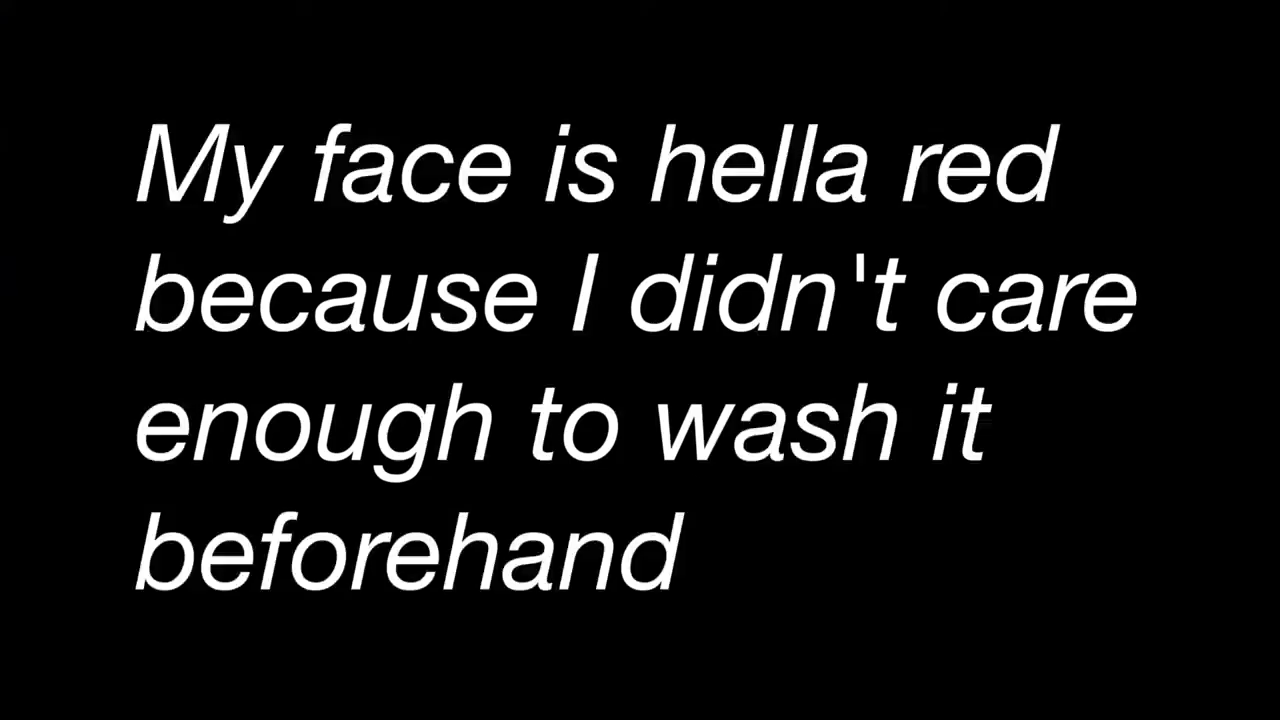 My face is hella red
because I didn't care
enough to wash it
beforehand